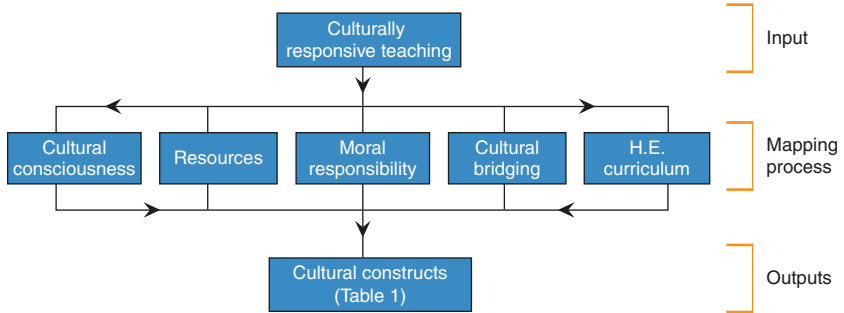 Culturally
responsive teaching
Input
Cultural
consciousness
Resources
Moral
responsibility
Cultural
bridging
H.E.
curriculum
Mapping
process
Cultural constructs
(Table 1)
Outputs